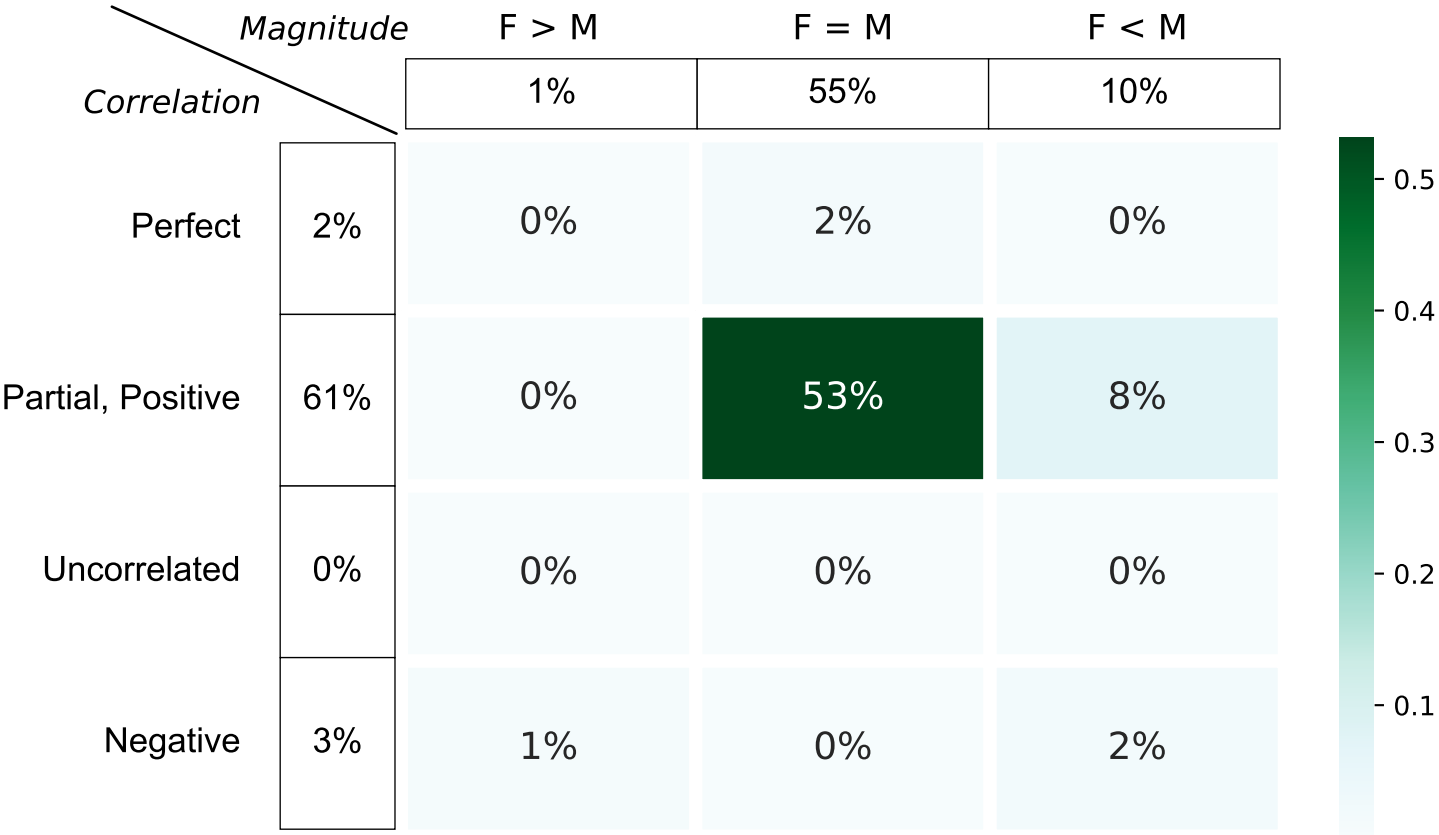 Magnitude F > M F = M F < M
Correlation 1% 55% 10%
Perfect 2% 0% 2% 0%
Partial, Positive 61% 0% 53% 8%
Uncorrelated 0% 0% 0% 0%
Negative 3% 1% 0% 2%
0.5
0.4
0.3
0.2
0.1